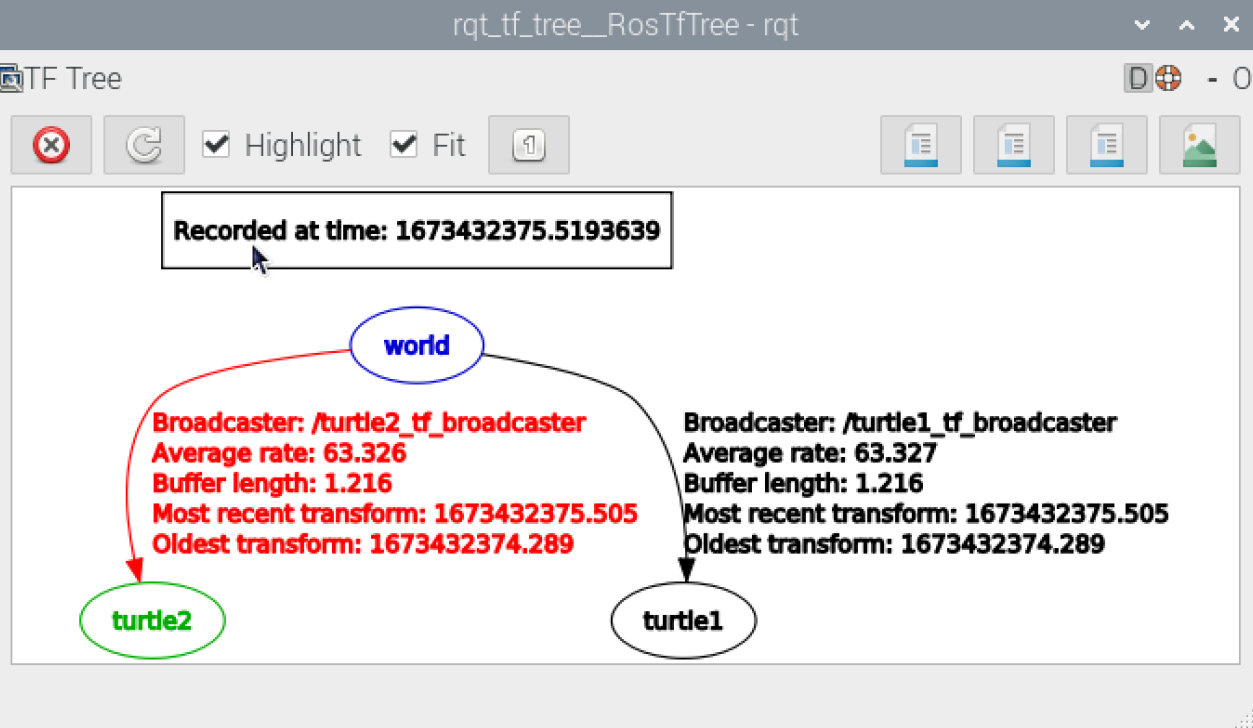 rqt_tf_tree__RosTfTree - rqt
TF Tree
D
- O
Highlight
Fit
1
Recorded at time: 1673432375.5193639
world
Broadcaster: /turtle2_tf_broadcaster
Average rate: 63.326
Buffer length: 1.216
Most recent transform: 1673432375.505
Oldest transform: 1673432374.289
Broadcaster: /turtle1_tf_broadcaster
Average rate: 63.327
Buffer length: 1.216
Most recent transform: 1673432375.505
Oldest transform: 1673432374.289
turtle2
turtle1